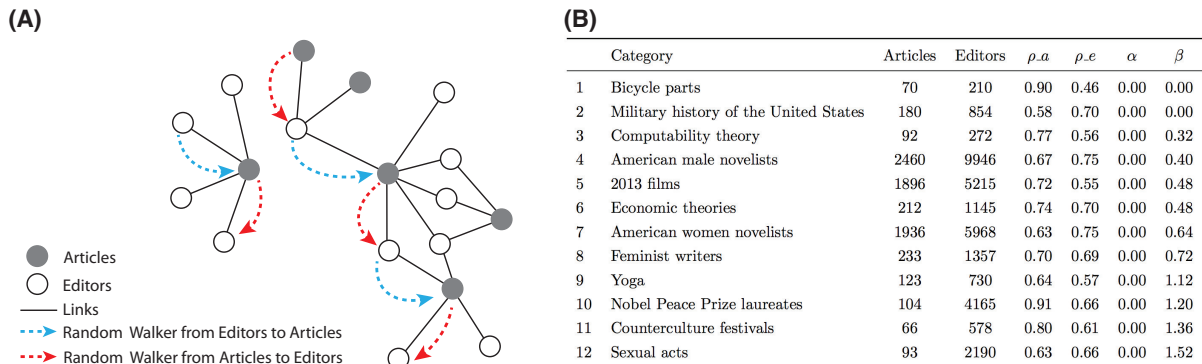 (A)
Articles
Editors
Links
Random Walker from Editors to Articles
Random Walker from Articles to Editors
(B)
Category Articles Editors ρ_a ρ_e α β
1 Bicycle parts 70 210 0.90 0.46 0.00 0.00
2 Military history of the United States 180 854 0.58 0.70 0.00 0.00
3 Computability theory 92 272 0.77 0.56 0.00 0.32
4 American male novelists 2460 9946 0.67 0.75 0.00 0.40
5 2013 films 1896 5215 0.72 0.55 0.00 0.48
6 Economic theories 212 1145 0.74 0.70 0.00 0.48
7 American women novelists 1936 5968 0.63 0.75 0.00 0.64
8 Feminist writers 233 1357 0.70 0.69 0.00 0.72
9 Yoga 123 730 0.64 0.57 0.00 1.12
10 Nobel Peace Prize laureates 104 4165 0.91 0.66 0.00 1.20
11 Counterculture festivals 66 578 0.80 0.61 0.00 1.36
12 Sexual acts 93 2190 0.63 0.66 0.00 1.52